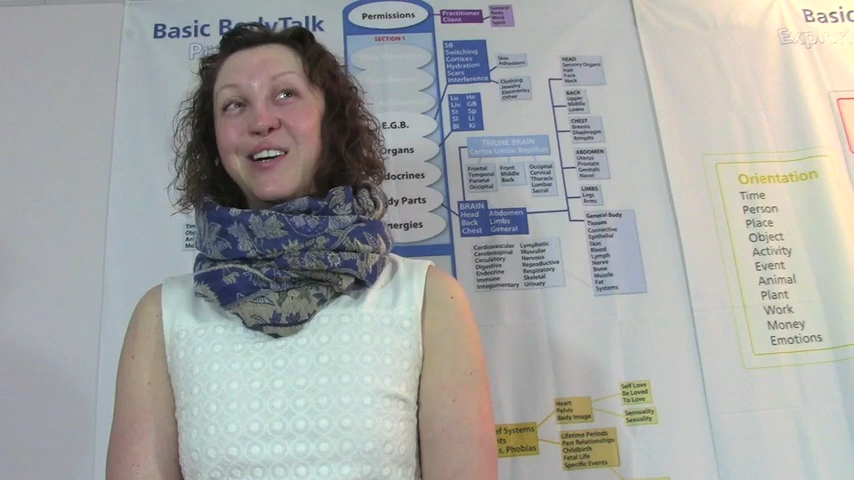 Basic BodyTalk
Permissions
SECTION 1
E.G.B.
Organs
Endocrines
Body Parts
Energies
Practitioner
Client
General
Body
Mind
Spirit
SB
Switching
Cortices
Hydration
Scars
Interference
Skin
Adhesions
Clothing
Jewelry
Electronics
Other
Lu He
Liv GB
St Sp
SI LI
Bl Ki
TRIUNE BRAIN
Cortex Limbic Reptilian
Frontal
Temporal
Parietal
Occipital
Front
Middle
Back
Occipital
Cervical
Thoracic
Lumbar
Sacral
BRAIN
Head Abdomen
Back Limbs
Chest General
Cardiovascular Lymphatic
Cerebrospinal Muscular
Circulatory Nervous
Digestive Reproductive
Endocrine Respiratory
Immune Skeletal
Integumentary Urinary
HEAD
Sensory Organs
Hair
Face
Neck
BACK
Upper
Middle
Lower
CHEST
Breasts
Diaphragm
Armpits
ABDOMEN
Uterus
Prostate
Genitals
Navel
LIMBS
Legs
Arms
General Body
Tissues
Connective
Epithelial
Skin
Blood
Lymph
Nerve
Bone
Muscle
Fat
Systems
Heart
Pelvis
Body Image
Self Love
Be Loved
To Love
Sensuality
Sexuality
Lifetime Periods
Past Relationships
Childbirth
Fetal Life
Specific Events
Systems
Phobias
Basic
Orientation
Time
Person
Place
Object
Activity
Event
Animal
Plant
Work
Money
Emotions